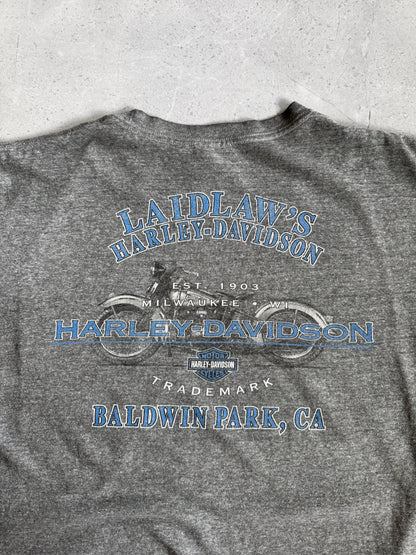 LAIDLAW'S
HARLEY-DAVIDSON
EST. 1903
MILWAUKEE • WI
HARLEY-DAVIDSON
MOTOR
HARLEY-DAVIDSON
CYCLES
TRADEMARK
BALDWIN PARK, CA